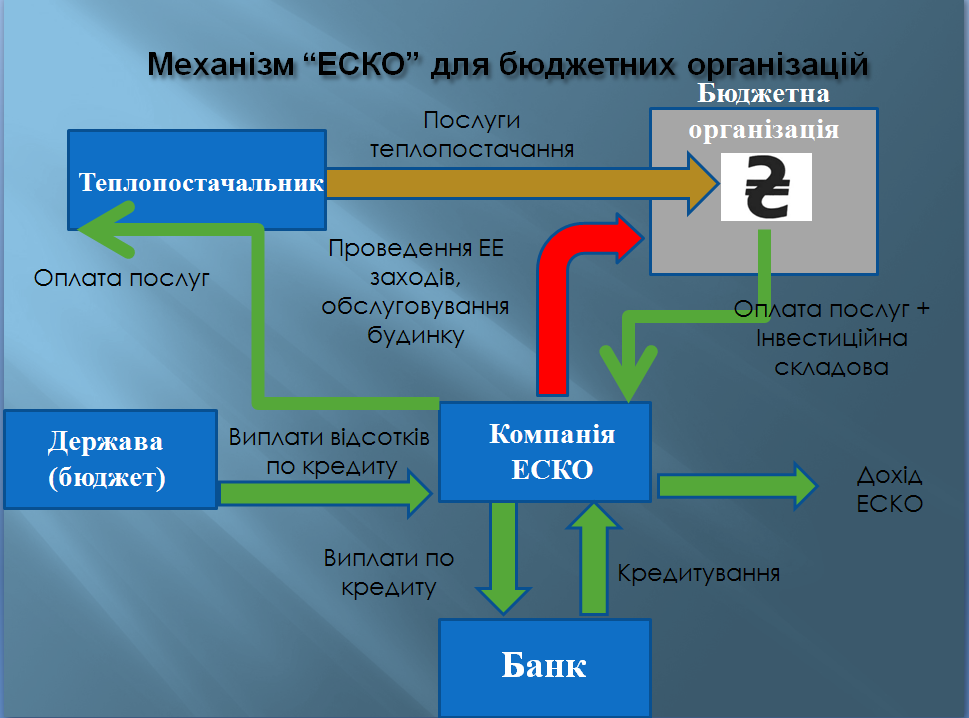 Механізм “ЕСКО” для бюджетних організацій
Бюджетна
організація
Послуги
теплопостачання
Теплопостачальник
₴
Проведення ЕЕ
заходів,
обслуговування
будинку
Оплата послуг
Оплата послуг +
Інвестиційна
складова
Держава
(бюджет)
Виплати відсотків
по кредиту
Компанія
ЕСКО
Дохід
ЕСКО
Виплати по
кредиту
Кредитування
Банк